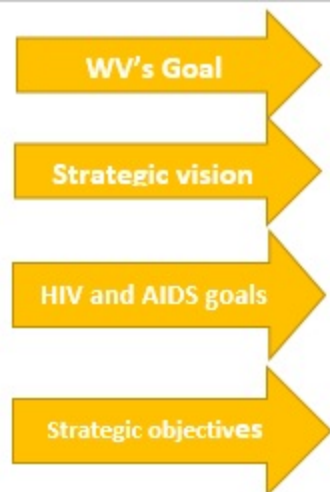 WV's Goal
Strategic vision
HIV and AIDS goals
Strategic objectives